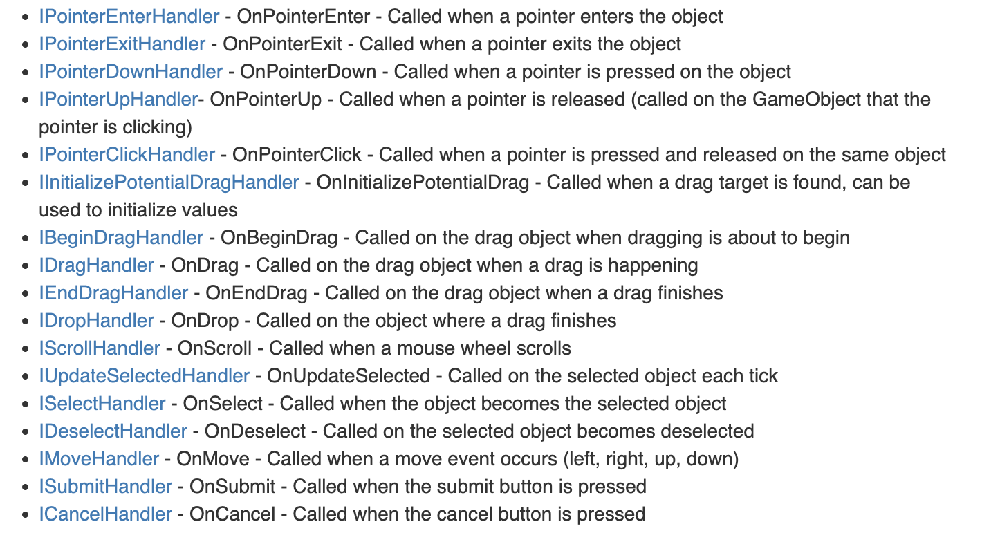 • IPointerEnterHandler - OnPointerEnter - Called when a pointer enters the object
• IPointerExitHandler - OnPointerExit - Called when a pointer exits the object
• IPointerDownHandler - OnPointerDown - Called when a pointer is pressed on the object
• IPointerUpHandler- OnPointerUp - Called when a pointer is released (called on the GameObject that the
pointer is clicking)
• IPointerClickHandler - OnPointerClick - Called when a pointer is pressed and released on the same object
• IInitializePotentialDragHandler - OnInitializePotentialDrag - Called when a drag target is found, can be
used to initialize values
• IBeginDragHandler - OnBeginDrag - Called on the drag object when dragging is about to begin
• IDragHandler - OnDrag - Called on the drag object when a drag is happening
• IEndDragHandler - OnEndDrag - Called on the drag object when a drag finishes
• IDropHandler - OnDrop - Called on the object where a drag finishes
• IScrollHandler - OnScroll - Called when a mouse wheel scrolls
• IUpdateSelectedHandler - OnUpdateSelected - Called on the selected object each tick
• ISelectHandler - OnSelect - Called when the object becomes the selected object
• IDeselectHandler - OnDeselect - Called on the selected object becomes deselected
• IMoveHandler - OnMove - Called when a move event occurs (left, right, up, down)
• ISubmitHandler - OnSubmit - Called when the submit button is pressed
• ICancelHandler - OnCancel - Called when the cancel button is pressed